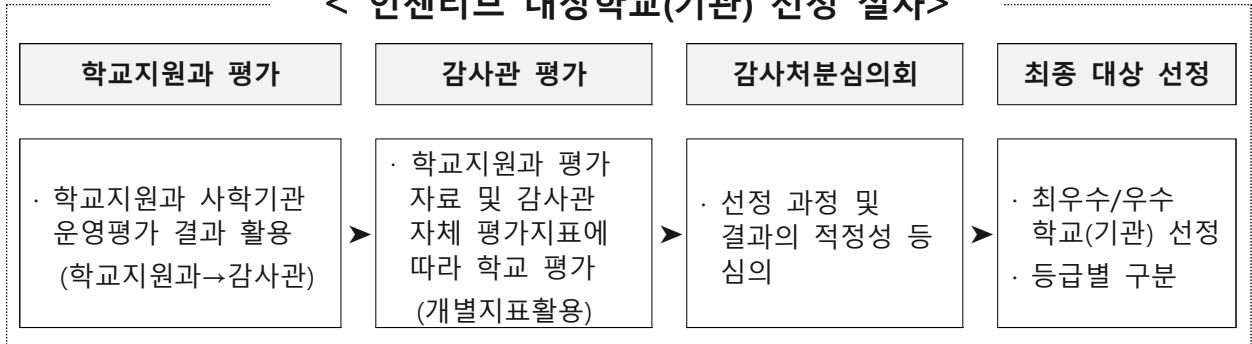 < 인센티브 대상학교(기관) 선정 절차>
학교지원과 평가
감사관 평가
감사처분심의회
최종 대상 선정
· 학교지원과 사학기관
운영평가 결과 활용
(학교지원과→감사관)
➤
· 학교지원과 평가
자료 및 감사관
자체 평가지표에
따라 학교 평가
(개별지표활용)
➤
· 선정 과정 및
결과의 적정성 등
심의
➤
· 최우수/우수
학교(기관) 선정
· 등급별 구분